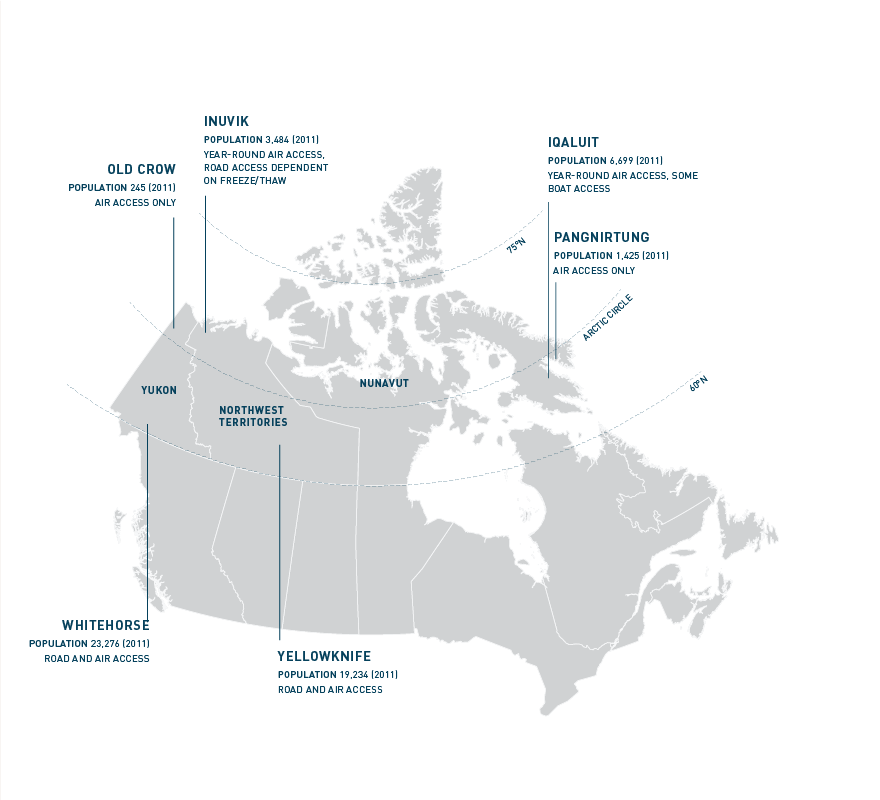 INUVIK
POPULATION 3,484 (2011)
YEAR-ROUND AIR ACCESS,
ROAD ACCESS DEPENDENT
ON FREEZE/THAW
IQALUIT
POPULATION 6,699 (2011)
YEAR-ROUND AIR ACCESS, SOME
BOAT ACCESS
OLD CROW
POPULATION 245 (2011)
AIR ACCESS ONLY
PANGNIRTUNG
POPULATION 1,425 (2011)
AIR ACCESS ONLY
75ºN
ARCTIC CIRCLE
60ºN
YUKON
NUNAVUT
NORTHWEST
TERRITORIES
WHITEHORSE
POPULATION 23,276 (2011)
ROAD AND AIR ACCESS
YELLOWKNIFE
POPULATION 19,234 (2011)
ROAD AND AIR ACCESS